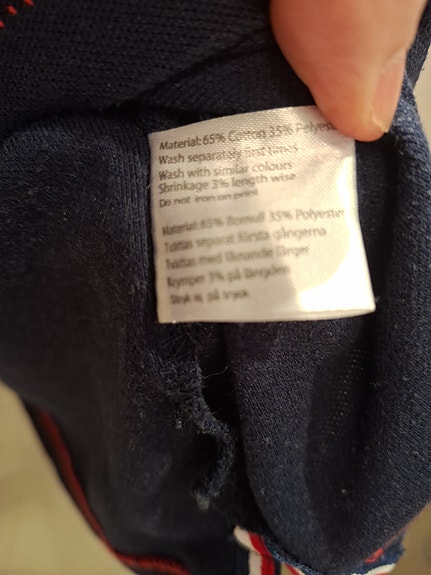 Material: 65% Cotton 35% Polyest
Wash separately first times
Wash with similar colours
Shrinkage 3% length wise
Do not iron on print
Material: 65% Bomull 35% Polyester
Tvättas separat första gångerna
Tvättas med liknande färger
Krymper 3% på längden
Stryk ej på tryck